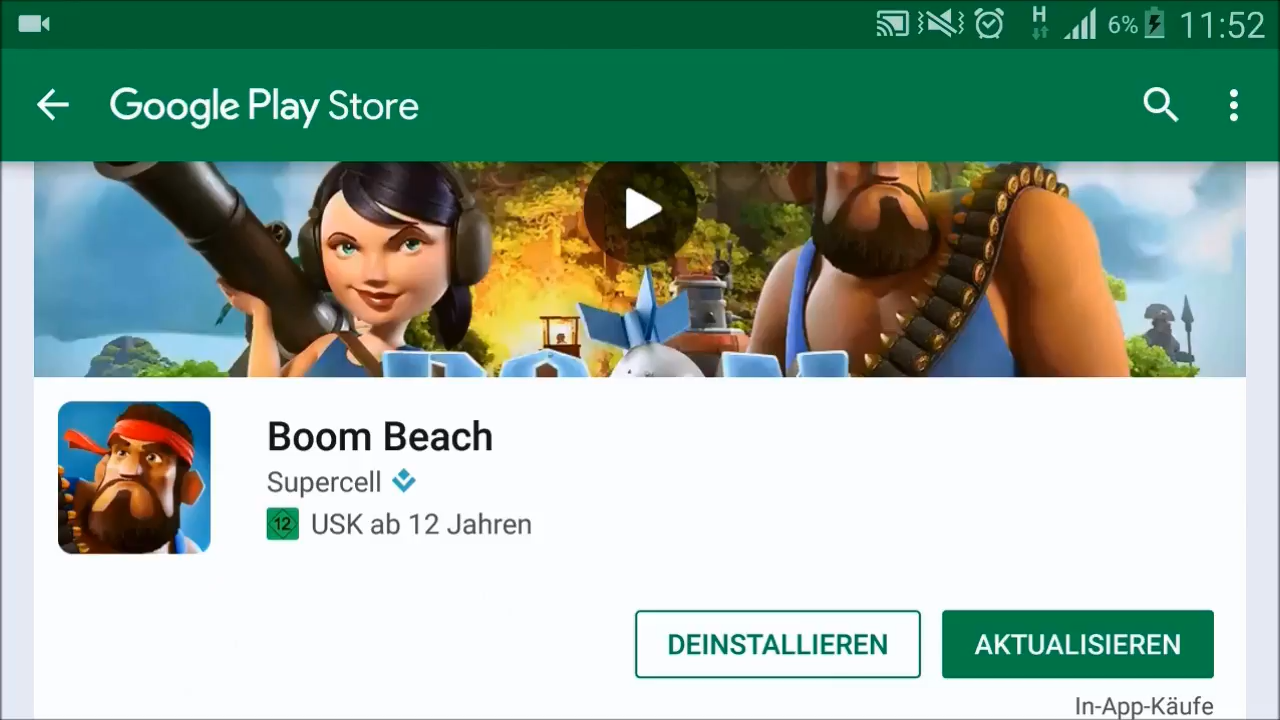 H 6% 11:52
Google Play Store
Boom Beach
Supercell
12 USK ab 12 Jahren
DEINSTALLIEREN AKTUALISIEREN
In-App-Käufe